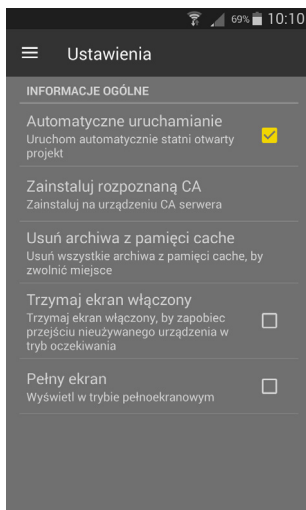 69% 10:10
Ustawienia
INFORMACJE OGÓLNE
Automatyczne uruchamianie
Uruchom automatycznie statni otwarty
projekt
Zainstaluj rozpoznaną CA
Zainstaluj na urządzeniu CA serwera
Usuń archiwa z pamięci cache
Usuń wszystkie archiwa z pamięci cache, by
zwolnić miejsce
Trzymaj ekran włączony
Trzymaj ekran włączony, by zapobiec
przejściu nieużywanego urządzenia w
tryb oczekiwania
Pełny ekran
Wyświetl w trybie pełnoekranowym